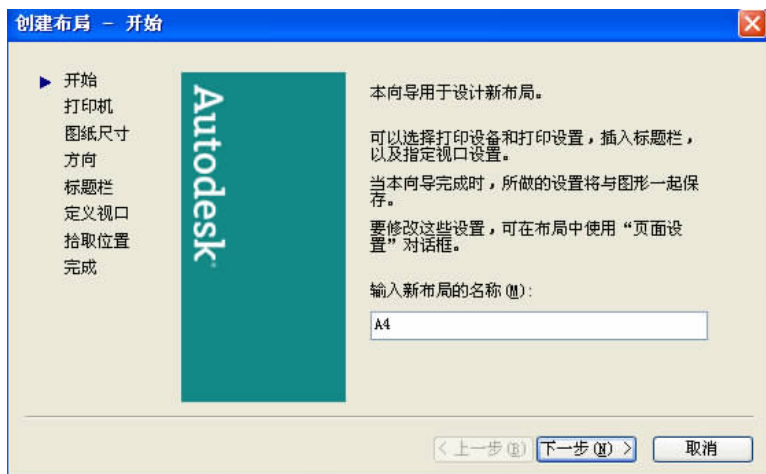 创建布局 - 开始
开始
打印机
图纸尺寸
方向
标题栏
定义视口
拾取位置
完成
Autodesk
本向导用于设计新布局。
可以选择打印设备和打印设置，插入标题栏，
以及指定视口设置。
当本向导完成时，所做的设置将与图形一起保
存。
要修改这些设置，可在布局中使用“页面设
置”对话框。
输入新布局的名称(M):
A4
< 上一步(B)
下一步(N) >
取消